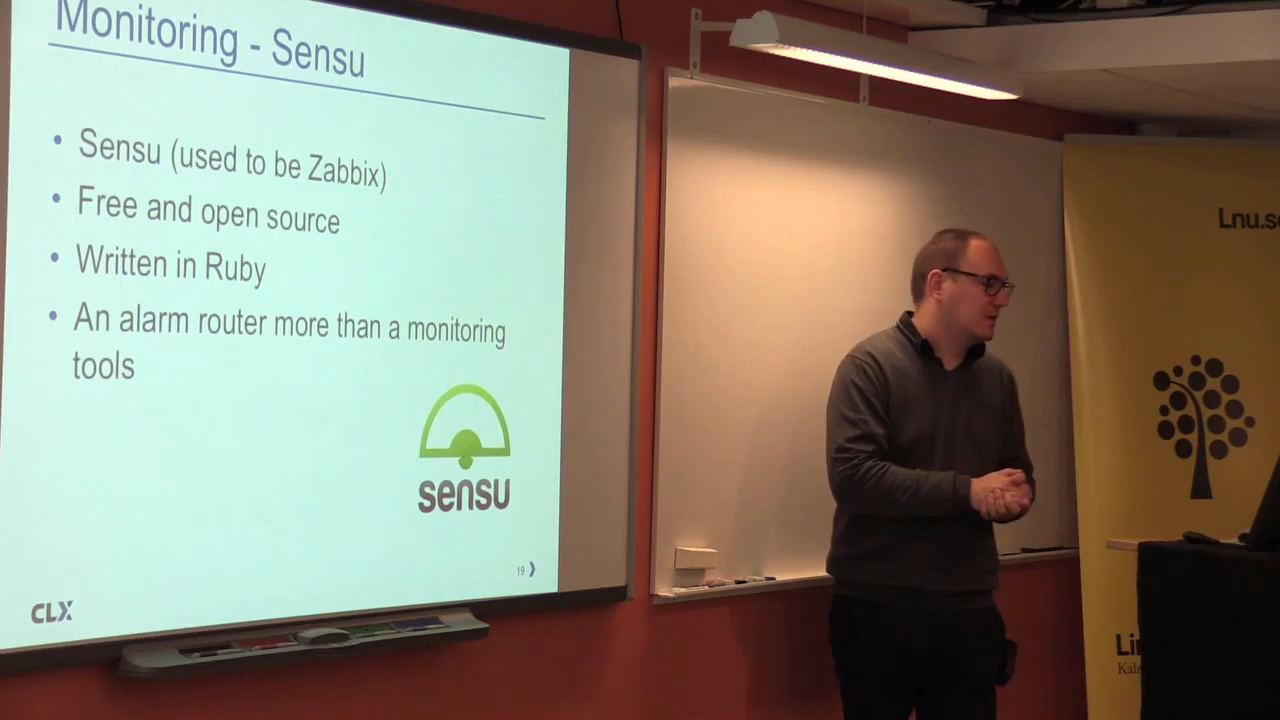 Monitoring - Sensu
• Sensu (used to be Zabbix)
• Free and open source
• Written in Ruby
• An alarm router more than a monitoring
tools
sensu
19
CLX
Lnu.s